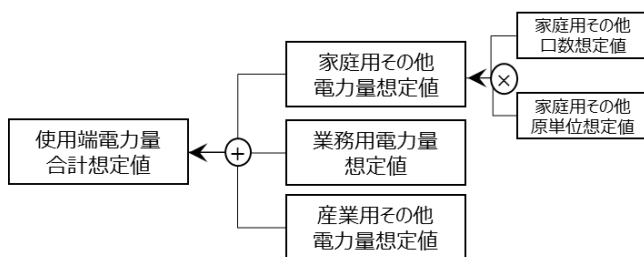 家庭用その他
口数想定値
家庭用その他
電力量想定値
×
家庭用その他
原単位想定値
使用端電力量
合計想定値
+
業務用電力量
想定値
産業用その他
電力量想定値